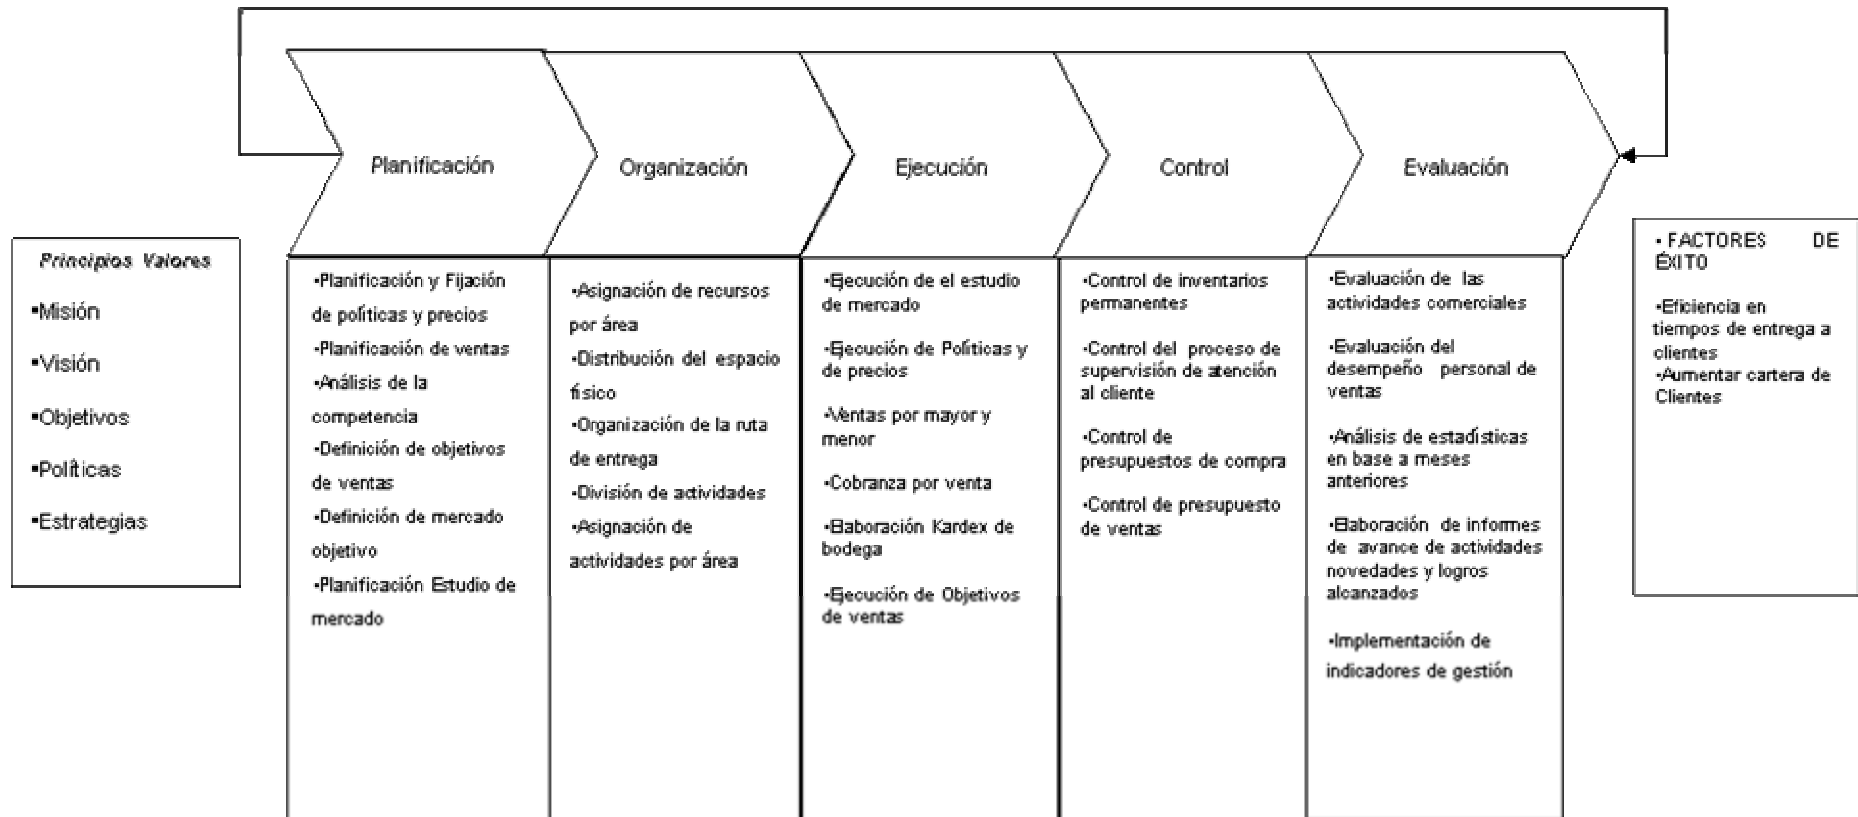 Planificación
Organización
Ejecución
Control
Evaluación
Principios Valores
▪Misión
▪Visión
▪Objetivos
▪Políticas
▪Estrategias
•Planificación y Fijación
de políticas y precios
•Planificación de ventas
•Análisis de la
competencia
•Definición de objetivos
de ventas
•Definición de mercado
objetivo
•Planificación Estudio de
mercado
•Asignación de recursos
por área
•Distribución del espacio
físico
•Organización de la ruta
de entrega
•División de actividades
•Asignación de
actividades por área
•Ejecución de el estudio
de mercado
•Ejecución de Políticas y
de precios
•Ventas por mayor y
menor
•Cobranza por venta
•Elaboración Kardex de
bodega
•Ejecución de Objetivos
de ventas
•Control de inventarios
permanentes
•Control del proceso de
supervisión de atención
al cliente
•Control de
presupuestos de compra
•Control de presupuesto
de ventas
•Evaluación de las
actividades comerciales
•Evaluación del
desempeño personal de
ventas
•Análisis de estadísticas
en base a meses
anteriores
•Elaboración de informes
de avance de actividades
novedades y logros
alcanzados
•Implementación de
indicadores de gestión
• FACTORES DE
ÉXITO
•Eficiencia en
tiempos de entrega a
clientes
•Aumentar cartera de
Clientes